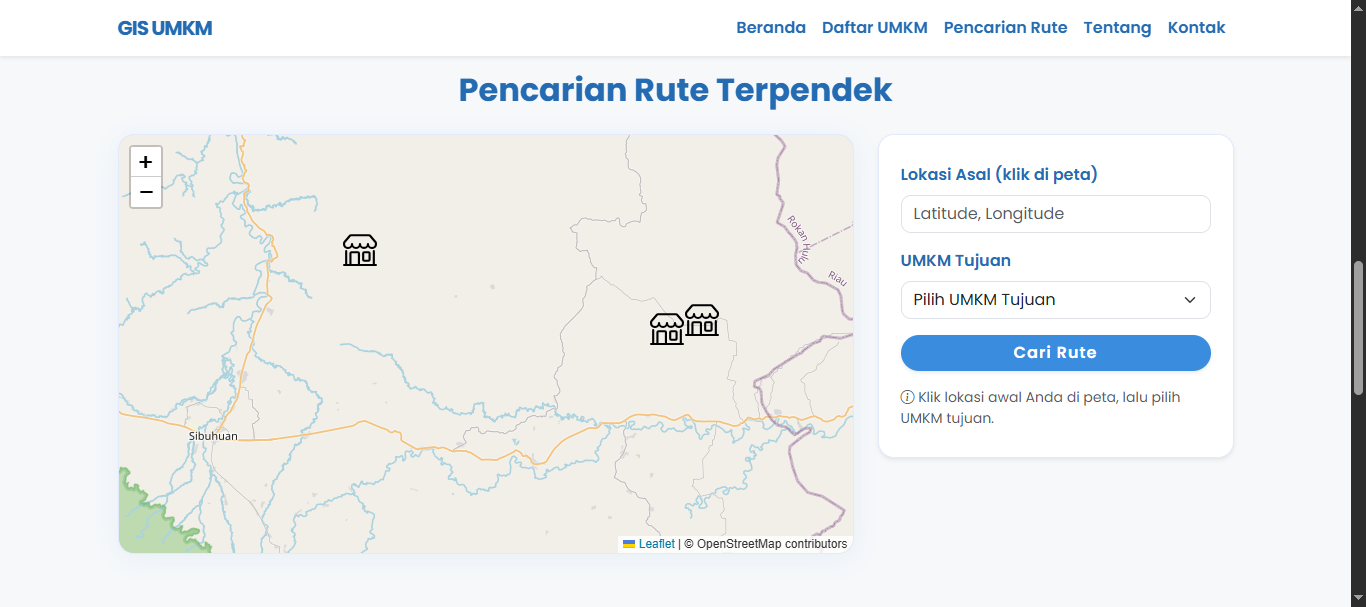 GIS UMKM
Beranda Daftar UMKM Pencarian Rute Tentang Kontak
Pencarian Rute Terpendek
+
−
Rokan Hulu
Riau
Sibuhuan
Leaflet | © OpenStreetMap contributors
Lokasi Asal (klik di peta)
Latitude, Longitude
UMKM Tujuan
Pilih UMKM Tujuan
Cari Rute
Klik lokasi awal Anda di peta, lalu pilih
UMKM tujuan.